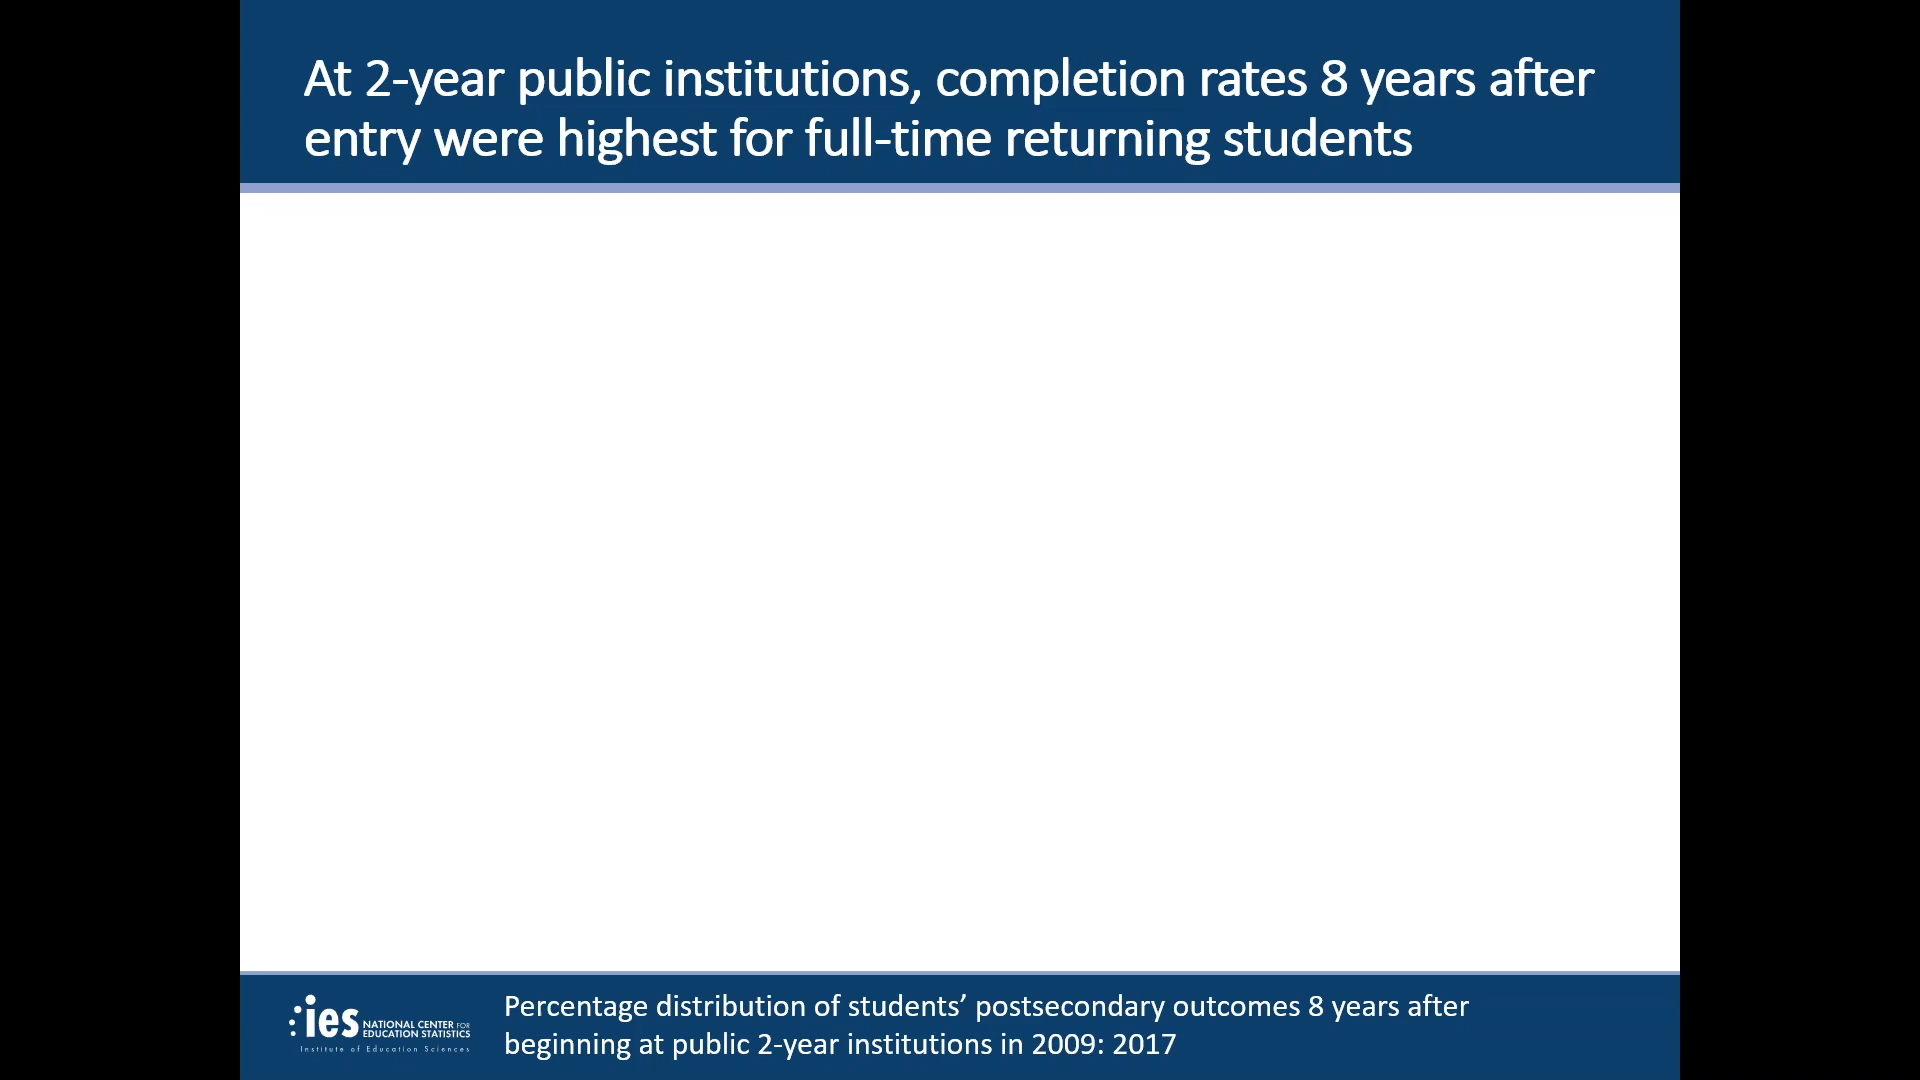 At 2-year public institutions, completion rates 8 years after
entry were highest for full-time returning students
ies NATIONAL CENTER FOR
EDUCATION STATISTICS
Institute of Education Sciences
Percentage distribution of students’ postsecondary outcomes 8 years after
beginning at public 2-year institutions in 2009: 2017